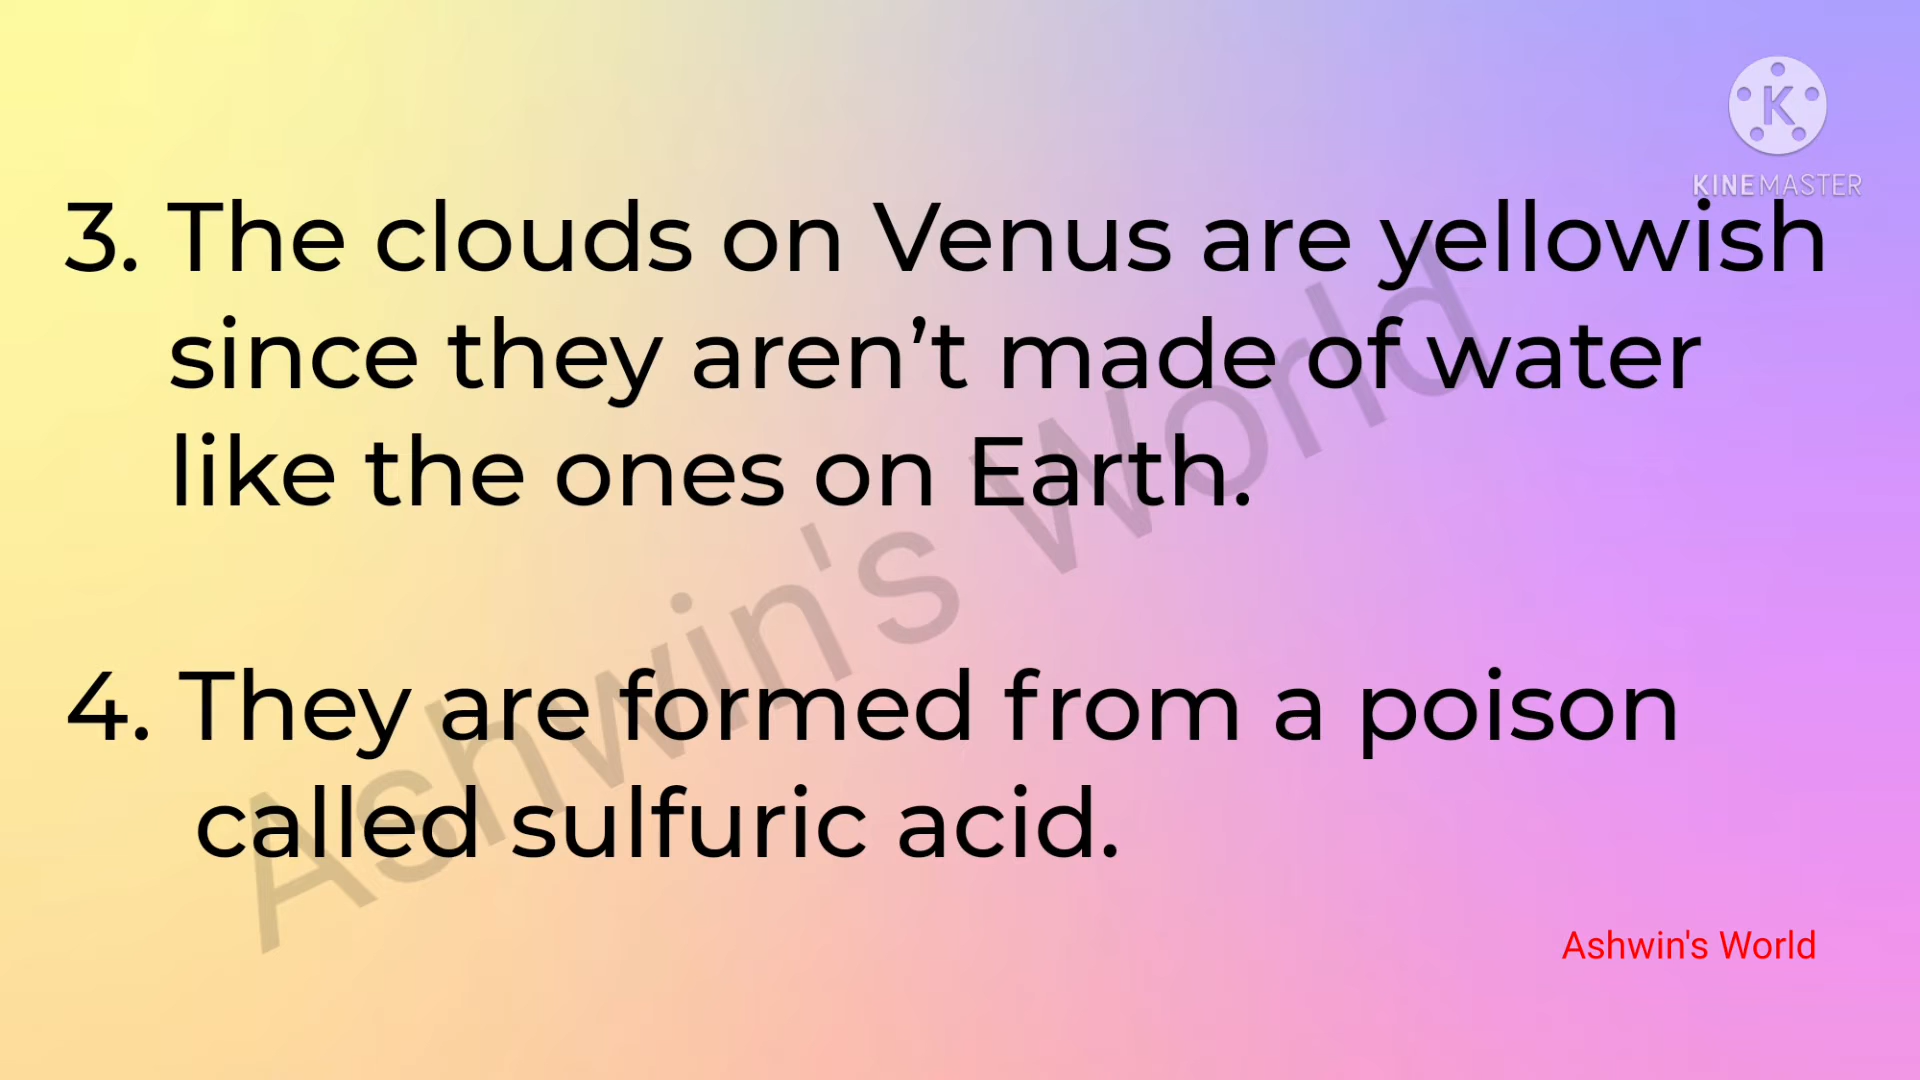 KINEMASTER
3. The clouds on Venus are yellowish
since they aren’t made of water
like the ones on Earth.
4. They are formed from a poison
called sulfuric acid.
Ashwin's World
Ashwin's World